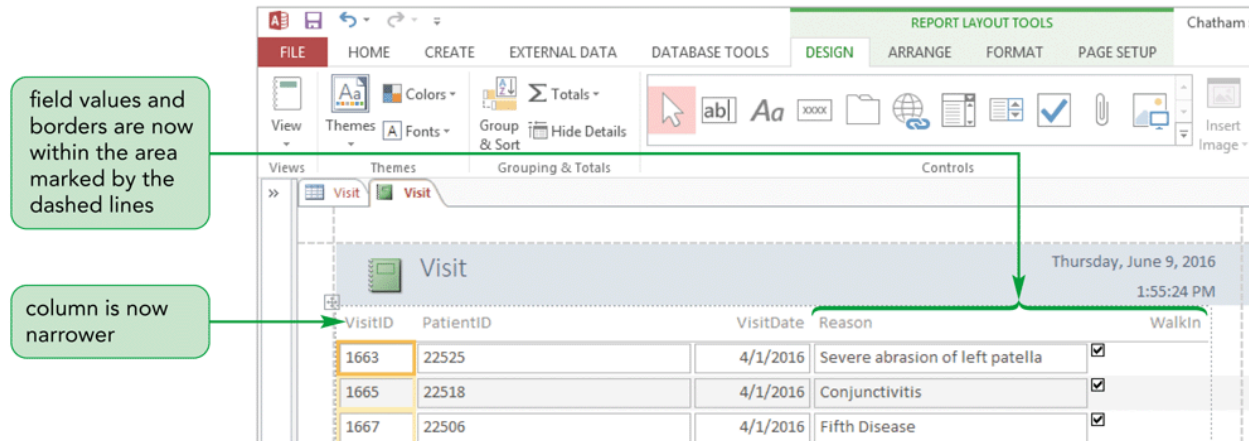 REPORT LAYOUT TOOLS Chatham
FILE HOME CREATE EXTERNAL DATA DATABASE TOOLS DESIGN ARRANGE FORMAT PAGE SETUP
field values and
borders are now
within the area
marked by the
dashed lines
View
Views
Aa
Themes
Colors
A Fonts
Themes
Group
& Sort
Totals
Hide Details
Grouping & Totals
ab Aa xxxx
Controls
Insert
Image
Visit Visit
Visit
Thursday, June 9, 2016
1:55:24 PM
column is now
narrower
VisitID PatientID VisitDate Reason WalkIn
1663 22525 4/1/2016 Severe abrasion of left patella
1665 22518 4/1/2016 Conjunctivitis
1667 22506 4/1/2016 Fifth Disease